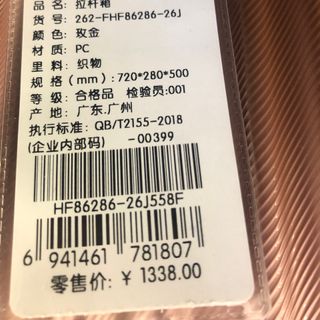 品名: 拉杆箱
货号: 262-FHF86286-26J
颜色: 玫金
材质: PC
里料: 织物
规格(mm): 720*280*500
等级: 合格品 检验员:001
产地: 广东.广州
执行标准: QB/T2155-2018
(企业内部码) -00399
HF86286-26J558F
6 941461 781807
零售价: ¥ 1338.00